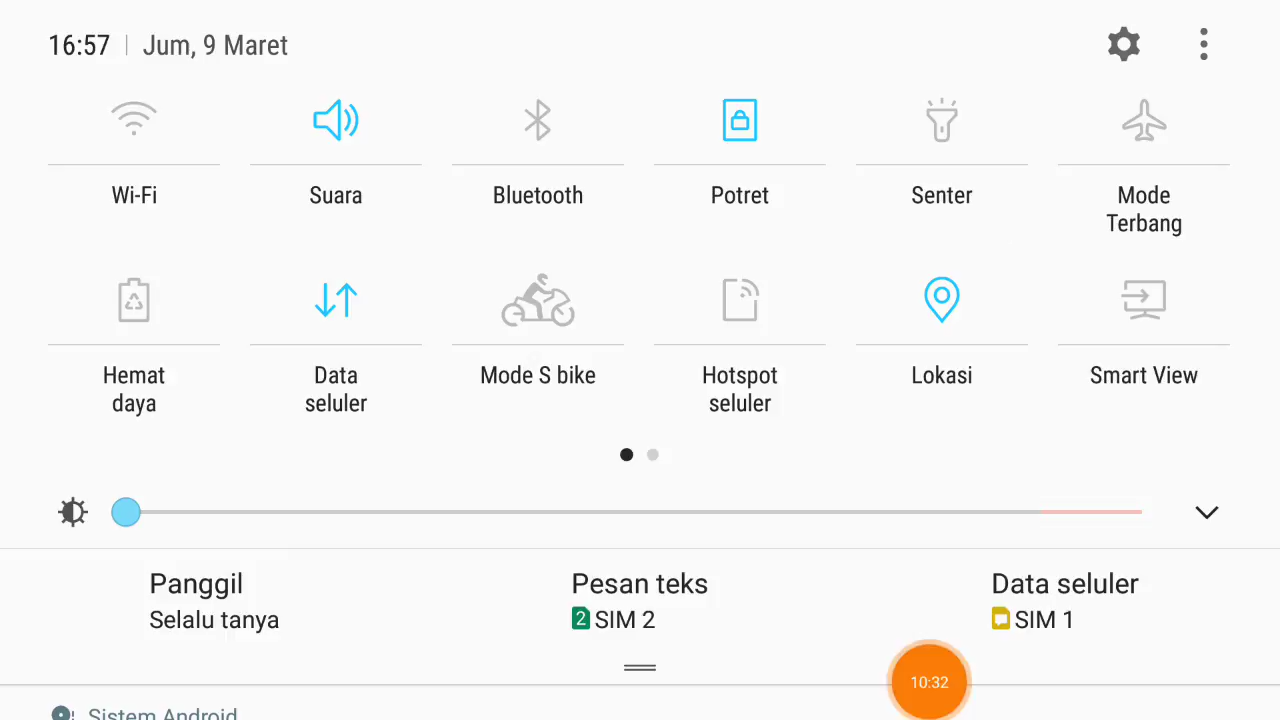 16:57 | Jum, 9 Maret
Wi-Fi
Suara
Bluetooth
Potret
Senter
Mode
Terbang
Hemat
daya
Data
seluler
Mode S bike
Hotspot
seluler
Lokasi
Smart View
Panggil
Selalu tanya
Pesan teks
2 SIM 2
Data seluler
SIM 1
10:32
Sistem Android